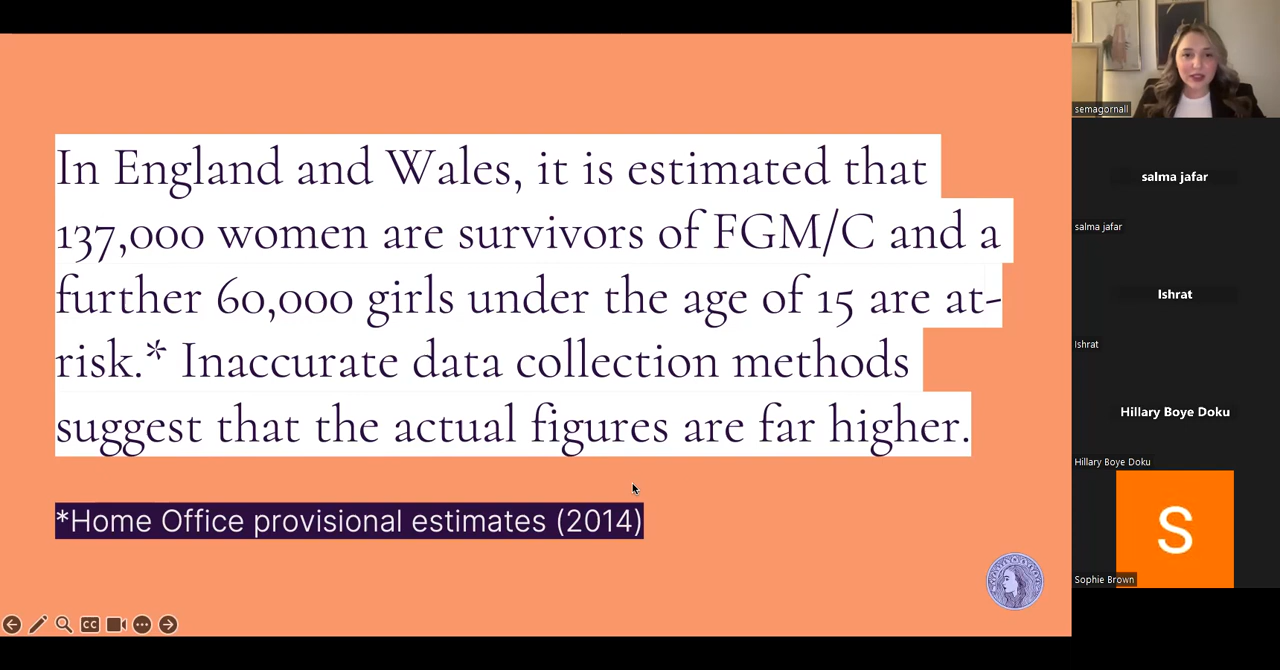 In England and Wales, it is estimated that
137,000 women are survivors of FGM/C and a
further 60,000 girls under the age of 15 are at-
risk.* Inaccurate data collection methods
suggest that the actual figures are far higher.
*Home Office provisional estimates (2014)
CC
semagornall
salma jafar
salma jafar
Ishrat
Ishrat
Hillary Boye Doku
Hillary Boye Doku
S
Sophie Brown